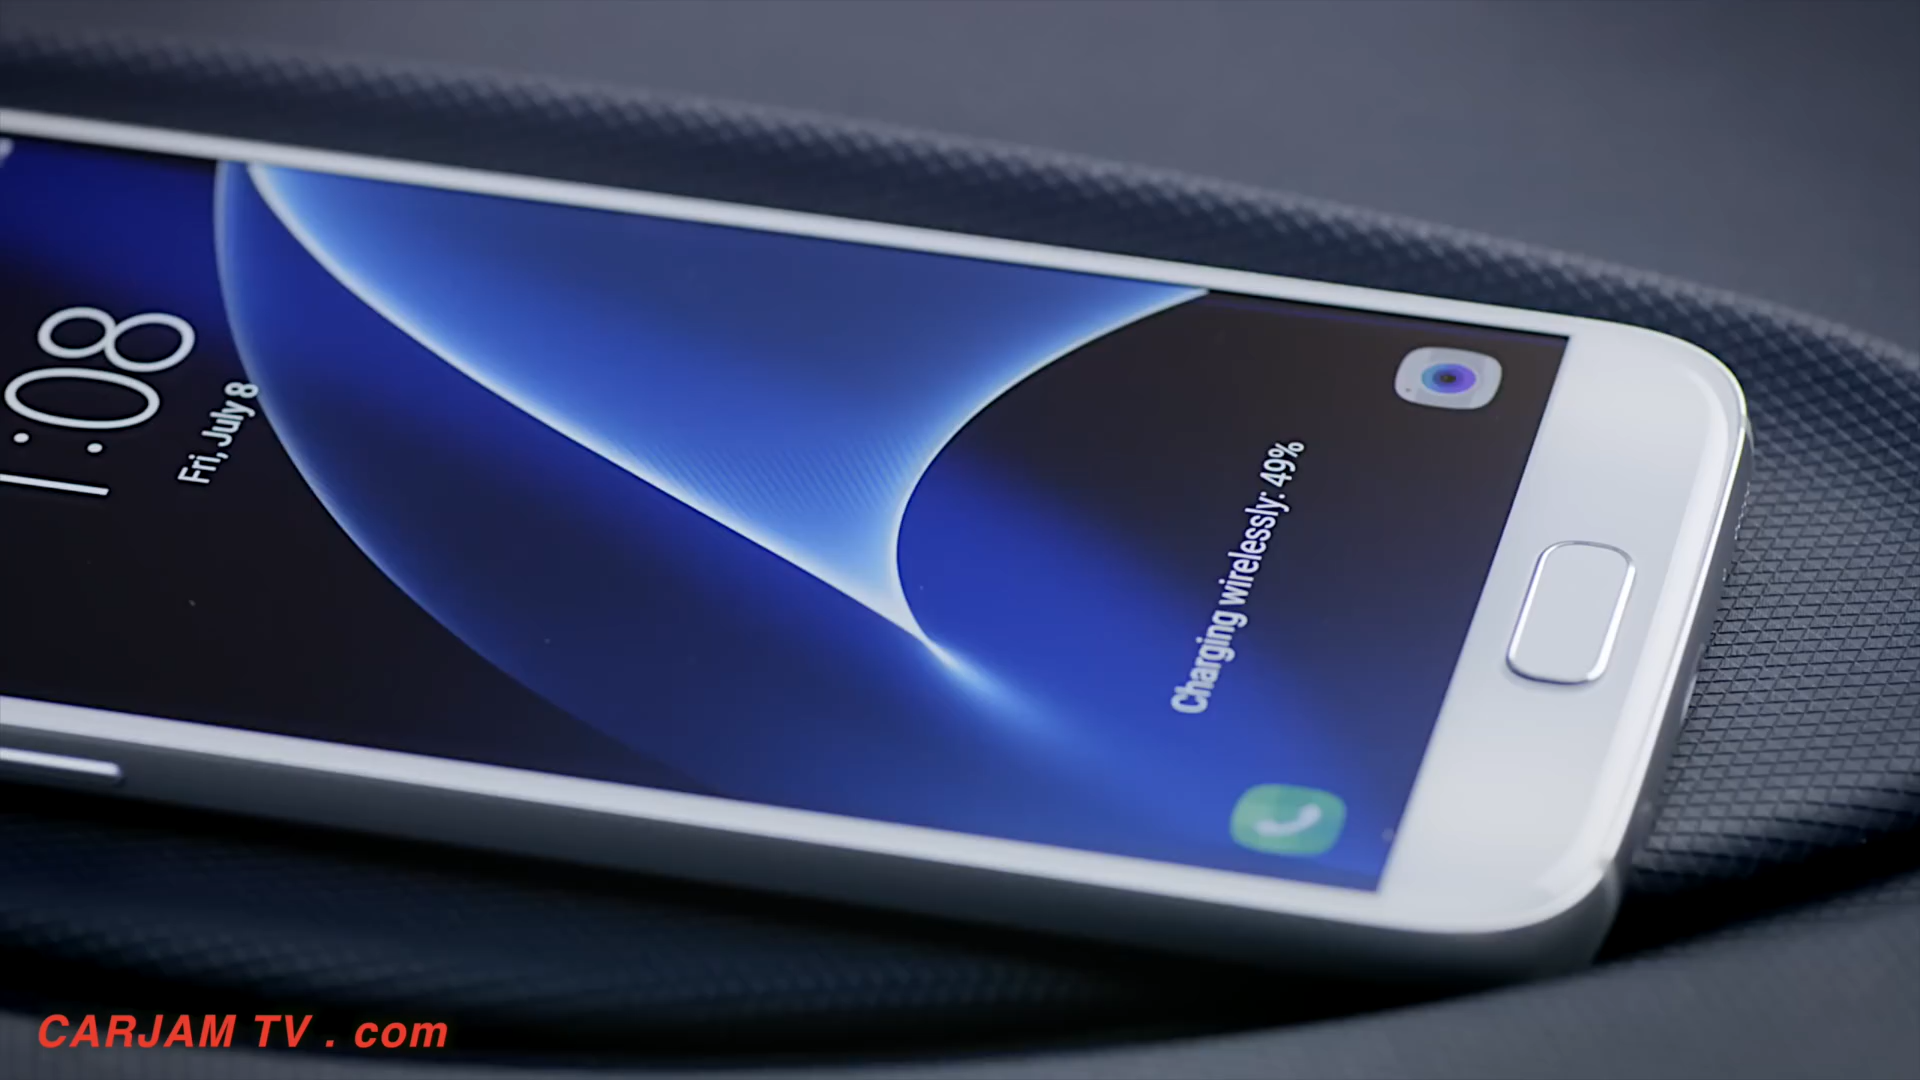 1:08
Fri, July 8
Charging wirelessly: 49%
CARJAM TV . com